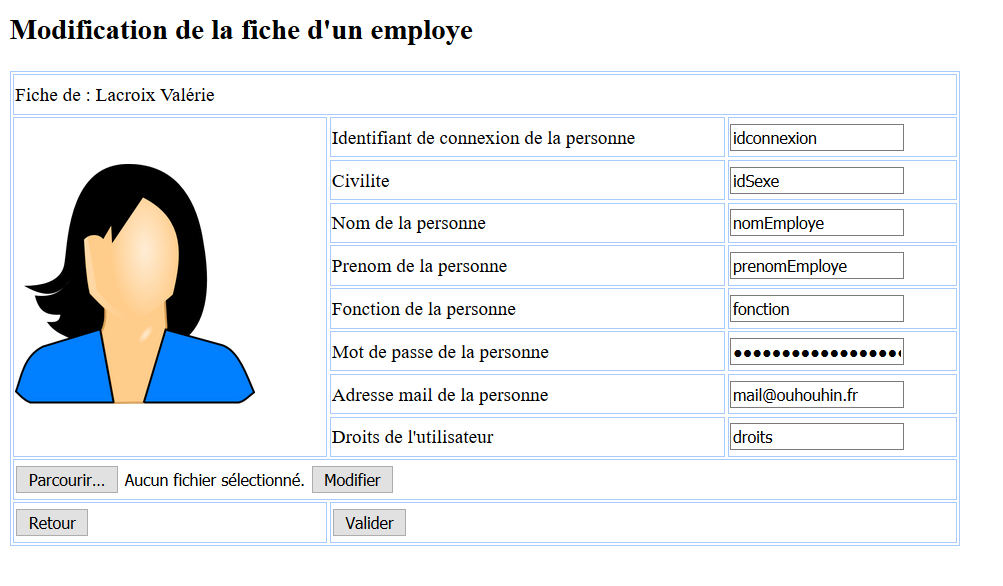 Modification de la fiche d'un employe
Fiche de : Lacroix Valérie
Identifiant de connexion de la personne idconnexion
Civilite idSexe
Nom de la personne nomEmploye
Prenom de la personne prenomEmploye
Fonction de la personne fonction
Mot de passe de la personne ••••••••••••••••••
Adresse mail de la personne mail@ouhouhin.fr
Droits de l'utilisateur droits
Parcourir... Aucun fichier sélectionné. Modifier
Retour Valider